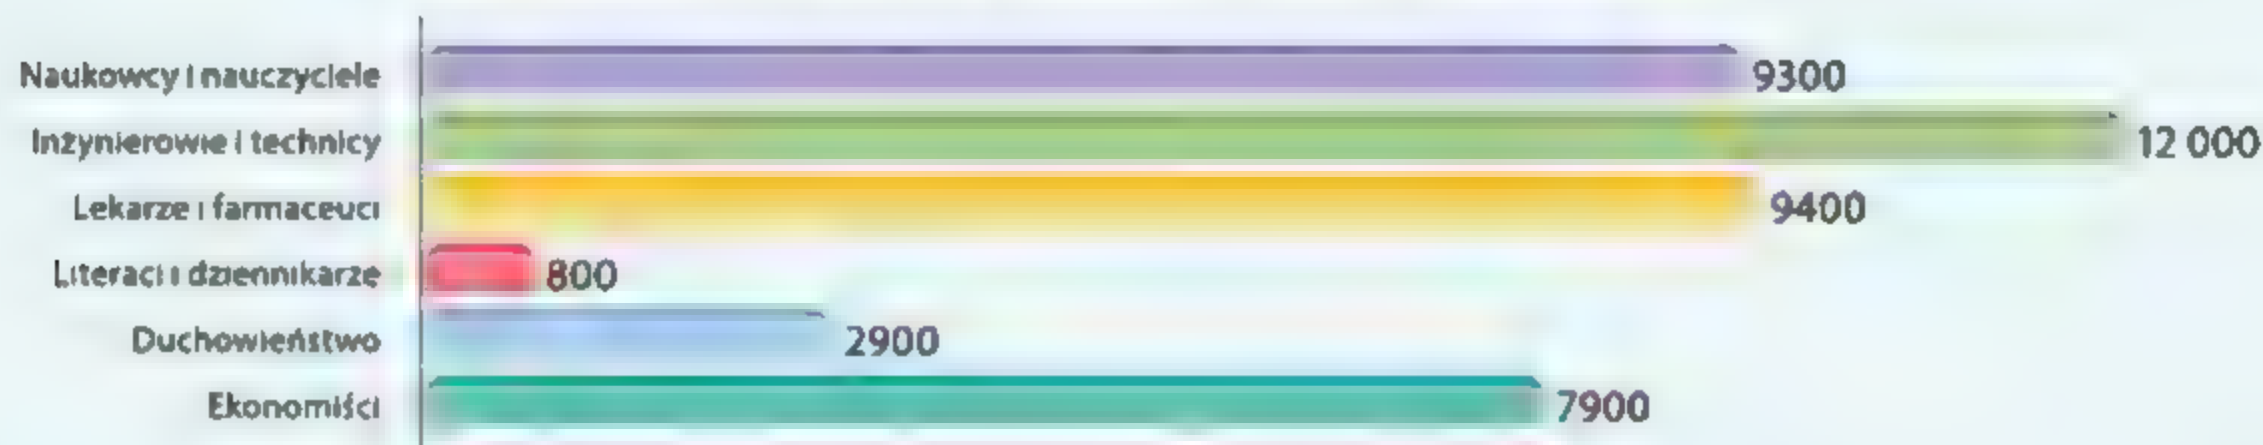 Naukowcy i nauczyciele 9300
Inżynierowie i technicy 12 000
Lekarze i farmaceuci 9400
Literaci i dziennikarze 800
Duchowieństwo 2900
Ekonomiści 7900